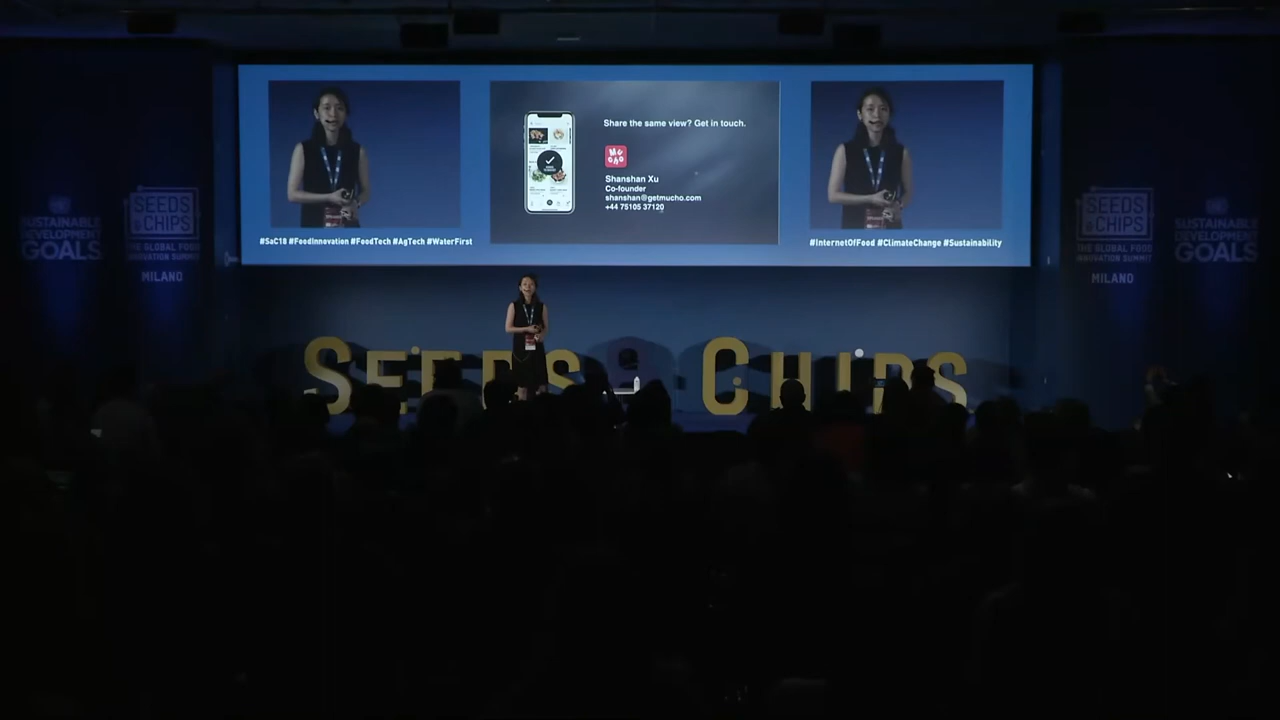 Share the same view? Get in touch.
MU
CHO
Shanshan Xu
Co-founder
shanshan@getmucho.com
+44 75105 37120
#SaC18 #FoodInnovation #FoodTech #AgTech #WaterFirst
#InternetOfFood #ClimateChange #Sustainability
SUSTAINABLE
DEVELOPMENT
GOALS
SEEDS
&CHIPS
THE GLOBAL FOOD
INNOVATION SUMMIT
MILANO
SEEDS & CHIPS
SEEDS
&CHIPS
THE GLOBAL FOOD
INNOVATION SUMMIT
MILANO
SUSTAINABLE
DEVELOPMENT
GOALS